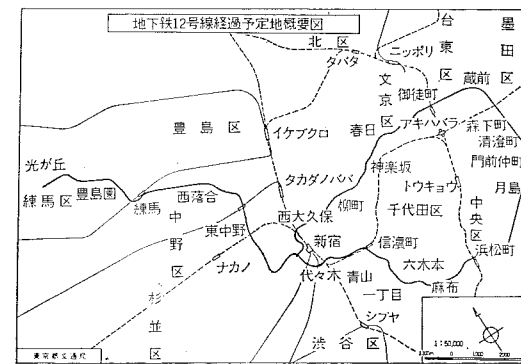 地下鉄12号線経過予定地概要区
北区
ニッポリ
台東区
墨田区
タバタ
文京区
蔵前
御徒町
豊島区
イケブクロ
春日
アキハバラ
森下町
清澄町
光が丘
タカダノババ
神楽坂
門前仲町
練馬区
豊島園
練馬
西落合
柳町
トウキョウ
月島
中野区
東中野
西大久保
千代田区
中央区
ナカノ
新宿
信濃町
浜松町
代々木
青山
六本木
一丁目
麻布
杉並区
シブヤ
渋谷区
1:50,000
東京都交通局